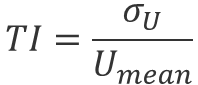 TI = σ_U / U_mean